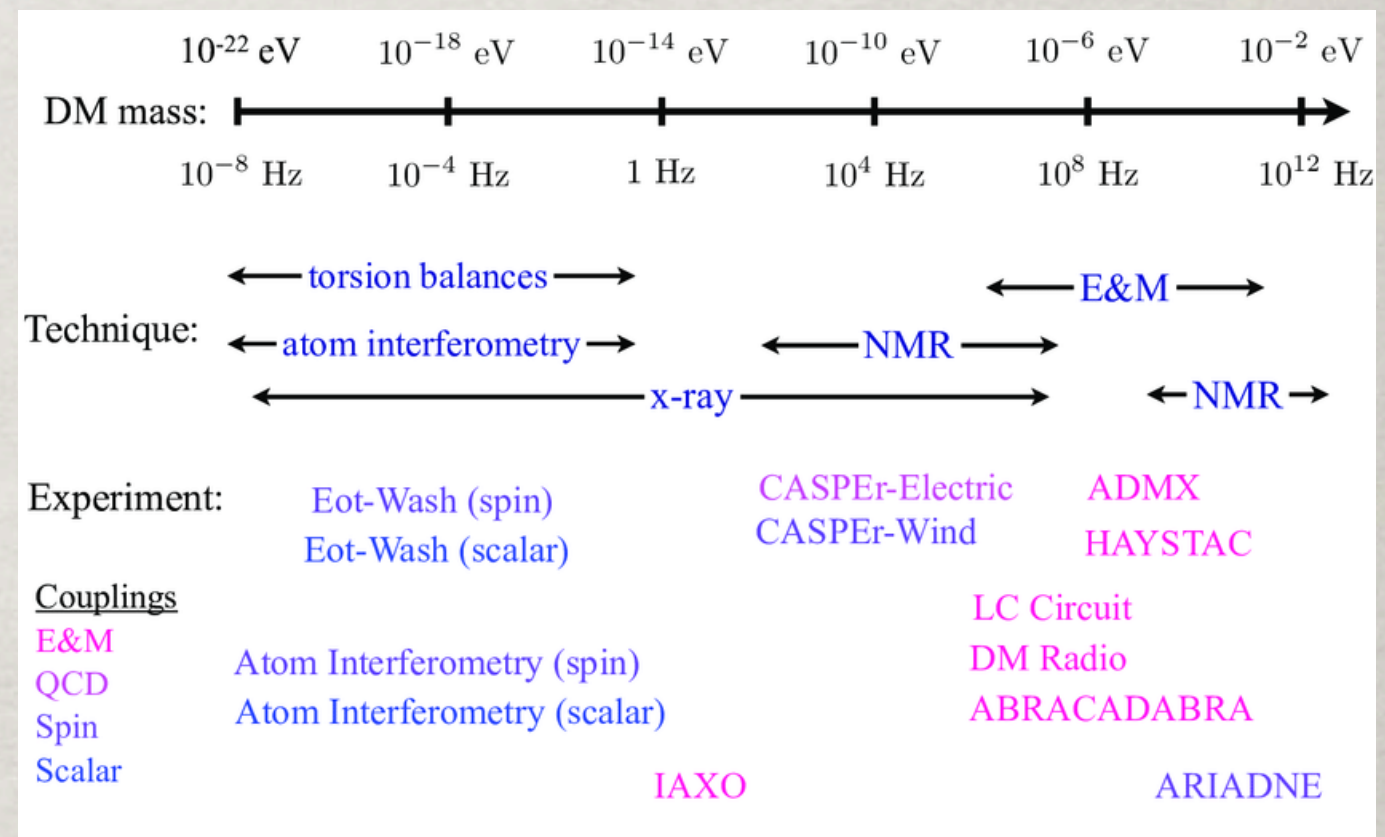 10-22 eV 10−18 eV 10−14 eV 10−10 eV 10−6 eV 10−2 eV
DM mass:
10−8 Hz 10−4 Hz 1 Hz 104 Hz 108 Hz 1012 Hz
torsion balances E&M
Technique:
atom interferometry NMR
x-ray NMR
Experiment:
Eot-Wash (spin) CASPEr-Electric ADMX
Eot-Wash (scalar) CASPEr-Wind HAYSTAC
Couplings
E&M
QCD
Spin
Scalar
LC Circuit
Atom Interferometry (spin) DM Radio
Atom Interferometry (scalar) ABRACADABRA
IAXO ARIADNE